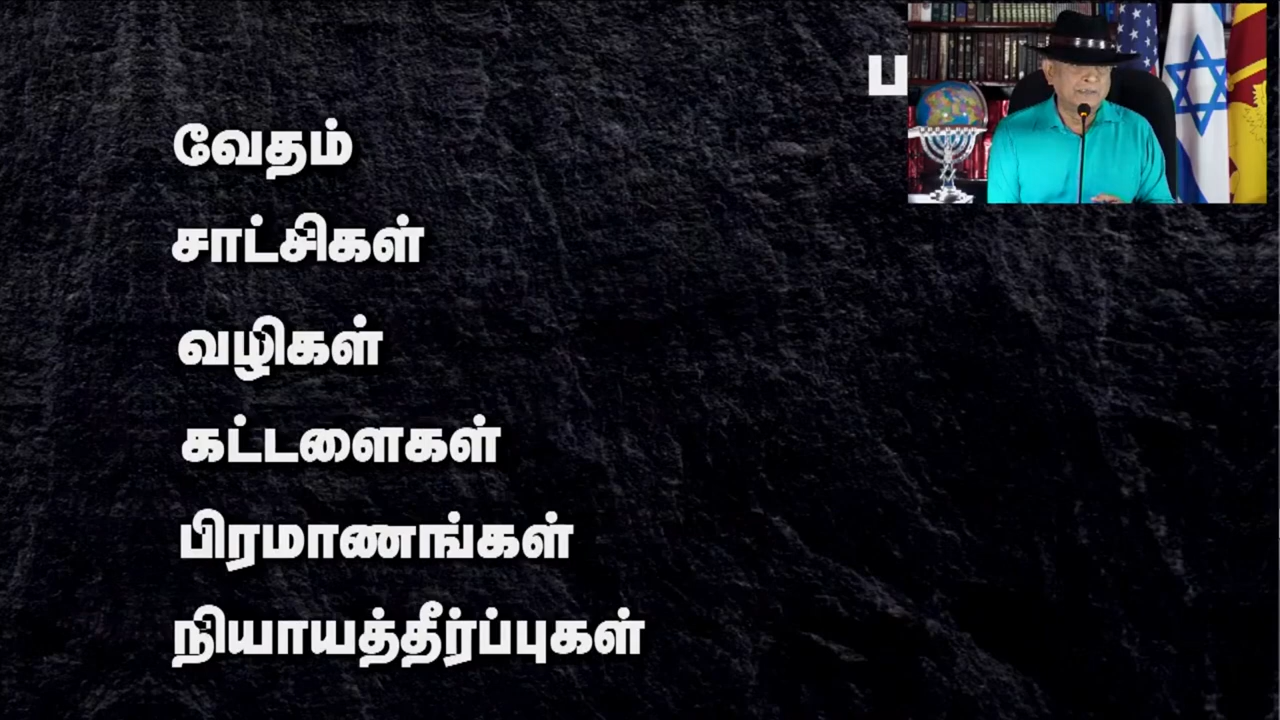 வேதம்
சாட்சிகள்
வழிகள்
கட்டளைகள்
பிரமாணங்கள்
நியாயத்தீர்ப்புகள்